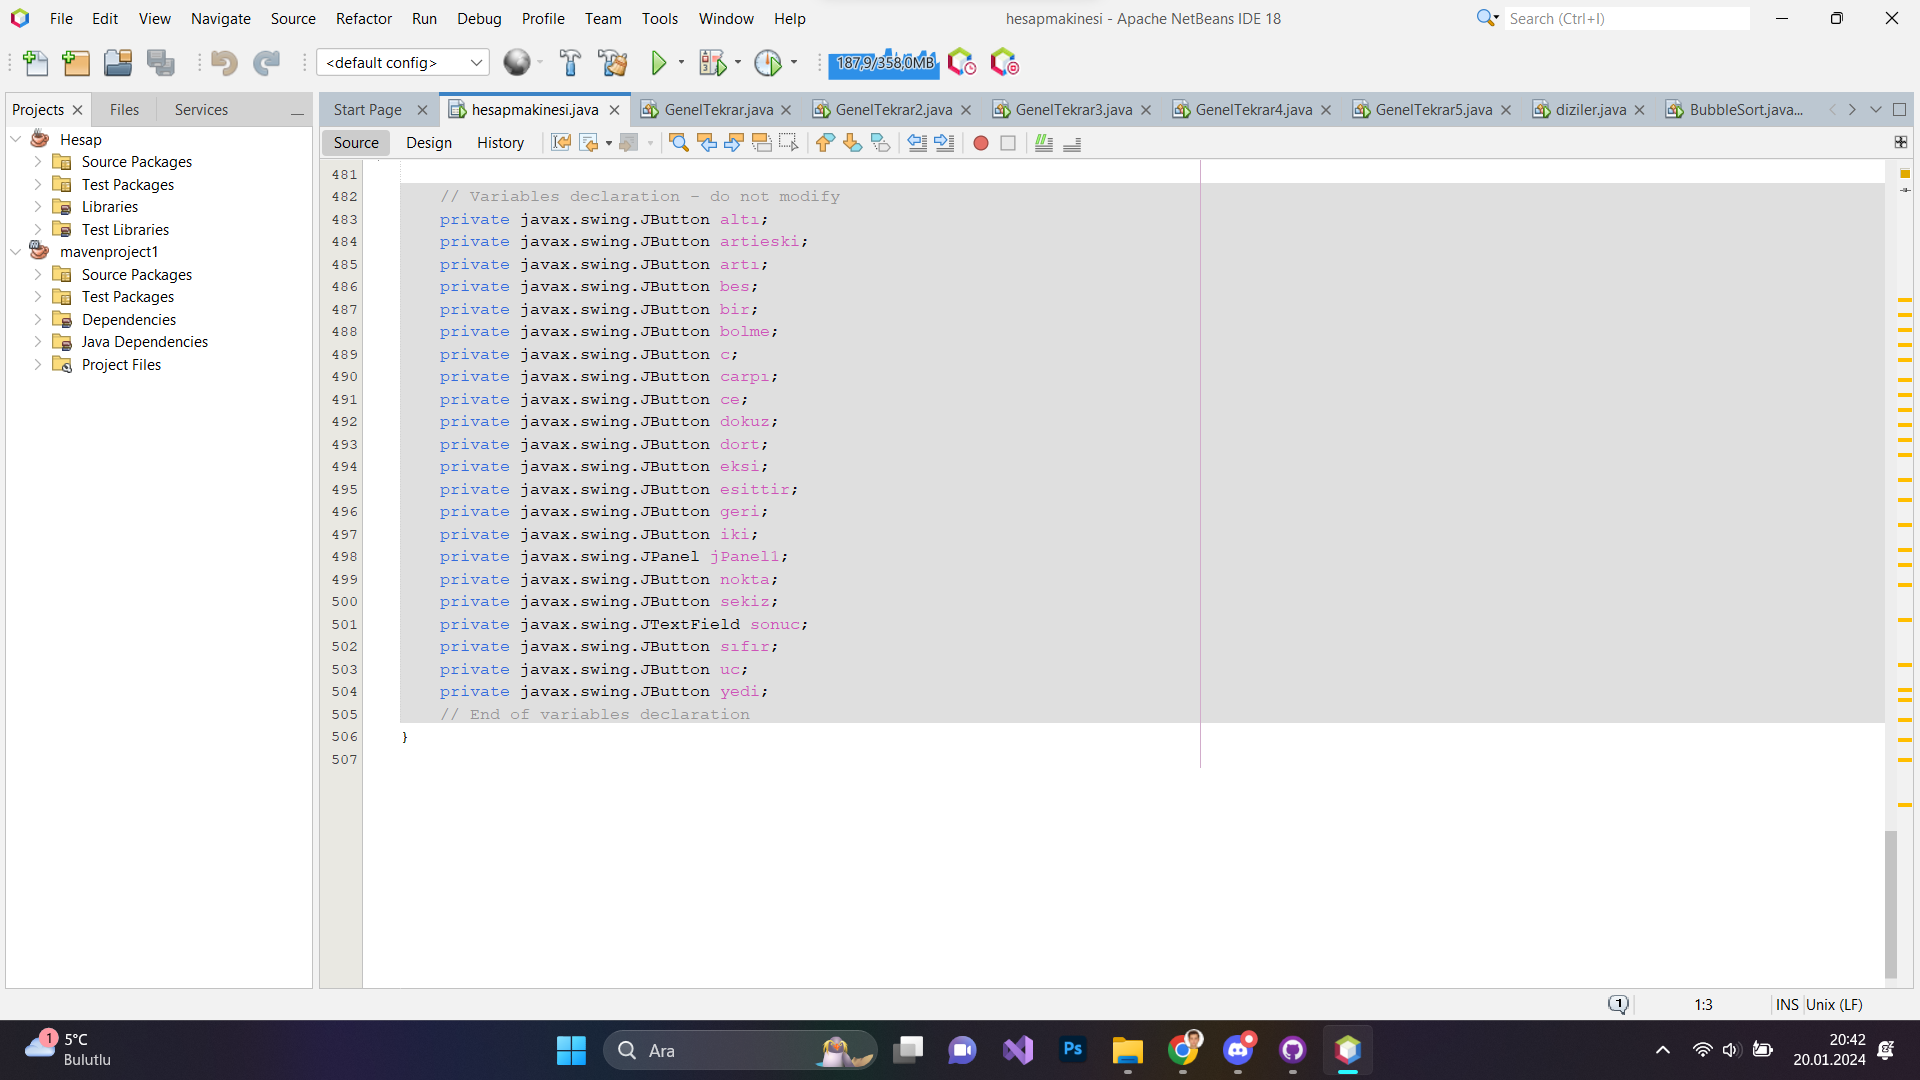 File Edit View Navigate Source Refactor Run Debug Profile Team Tools Window Help
hesapmakinesi - Apache NetBeans IDE 18
Search (Ctrl+I)
<default config>
187,9/358,0MB
Projects Files Services
Start Page hesapmakinesi.java GenelTekrar.java GenelTekrar2.java GenelTekrar3.java GenelTekrar4.java GenelTekrar5.java diziler.java BubbleSort.java...
Source Design History
Hesap
Source Packages
Test Packages
Libraries
Test Libraries
mavenproject1
Source Packages
Test Packages
Dependencies
Java Dependencies
Project Files
481
482 // Variables declaration - do not modify
483 private javax.swing.JButton altı;
484 private javax.swing.JButton artieski;
485 private javax.swing.JButton artı;
486 private javax.swing.JButton bes;
487 private javax.swing.JButton bir;
488 private javax.swing.JButton bolme;
489 private javax.swing.JButton c;
490 private javax.swing.JButton carpı;
491 private javax.swing.JButton ce;
492 private javax.swing.JButton dokuz;
493 private javax.swing.JButton dort;
494 private javax.swing.JButton eksi;
495 private javax.swing.JButton esittir;
496 private javax.swing.JButton geri;
497 private javax.swing.JButton iki;
498 private javax.swing.JPanel jPanel1;
499 private javax.swing.JButton nokta;
500 private javax.swing.JButton sekiz;
501 private javax.swing.JTextField sonuc;
502 private javax.swing.JButton sıfır;
503 private javax.swing.JButton uc;
504 private javax.swing.JButton yedi;
505 // End of variables declaration
506 }
507
1 1:3 INS Unix (LF)
1 5°C
Bulutlu
Ara
Ps
20:42
20.01.2024